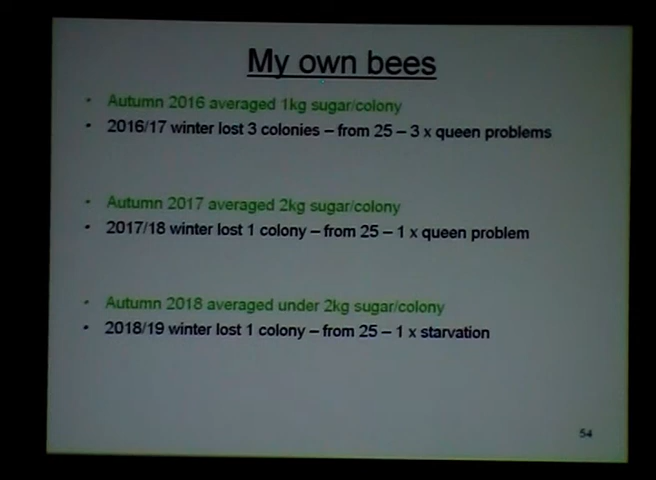 My own bees
• Autumn 2016 averaged 1kg sugar/colony
• 2016/17 winter lost 3 colonies – from 25 – 3 x queen problems
• Autumn 2017 averaged 2kg sugar/colony
• 2017/18 winter lost 1 colony – from 25 – 1 x queen problem
• Autumn 2018 averaged under 2kg sugar/colony
• 2018/19 winter lost 1 colony – from 25 – 1 x starvation
54